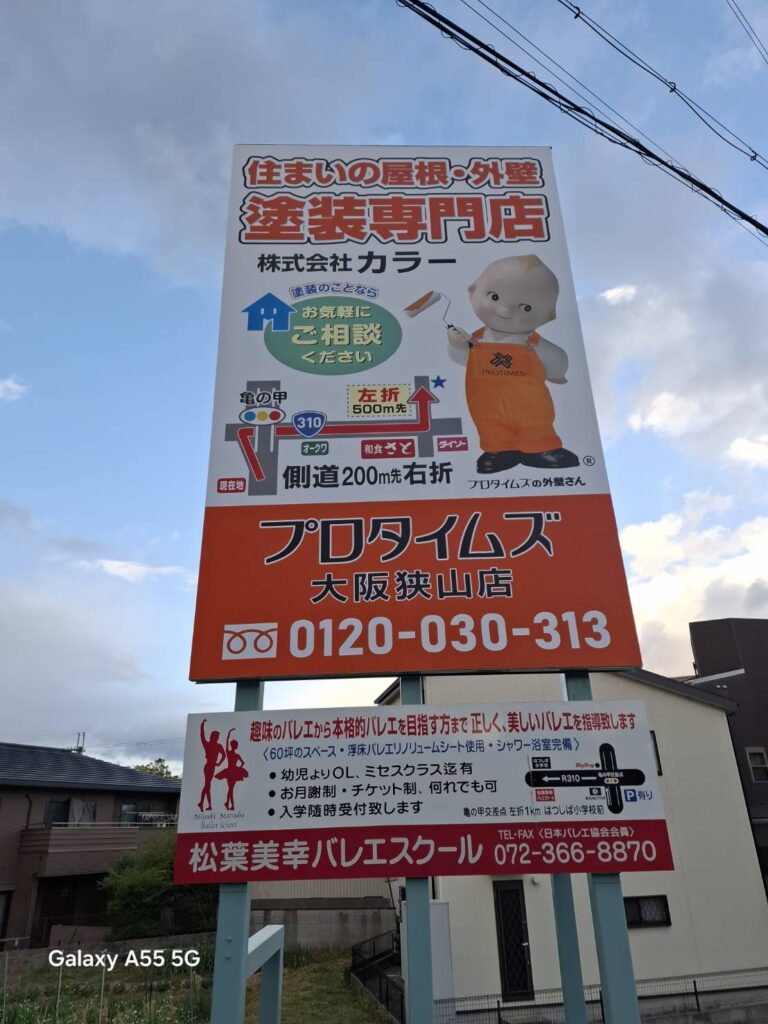 住まいの屋根・外壁
塗装専門店
株式会社 カラー
塗装のことなら
お気軽に
ご相談
ください
PROTIMES
亀の甲
310
左折
500m先
オークワ
和食さと
ダイソー
現在地
側道200m先右折
プロタイムズの外壁さん
®
プロタイムズ
大阪狭山店
0120-030-313
趣味のバレエから本格的バレエを目指す方まで 正しく、美しいバレエを指導致します
〈60坪のスペース・浮床バレエリノリュームシート使用・シャワー浴室完備〉
• 幼児よりOL、ミセスクラス迄有
• お月謝制・チケット制、何れでも可
• 入学随時受付致します
R310
亀の甲交差点
P有り
亀の甲交差点 左折1km はつしば小学校前
Miyuki Matsuba
Ballet School
松葉美幸バレエスクール
TEL・FAX〈日本バレエ協会会員〉
072-366-8870
Galaxy A55 5G